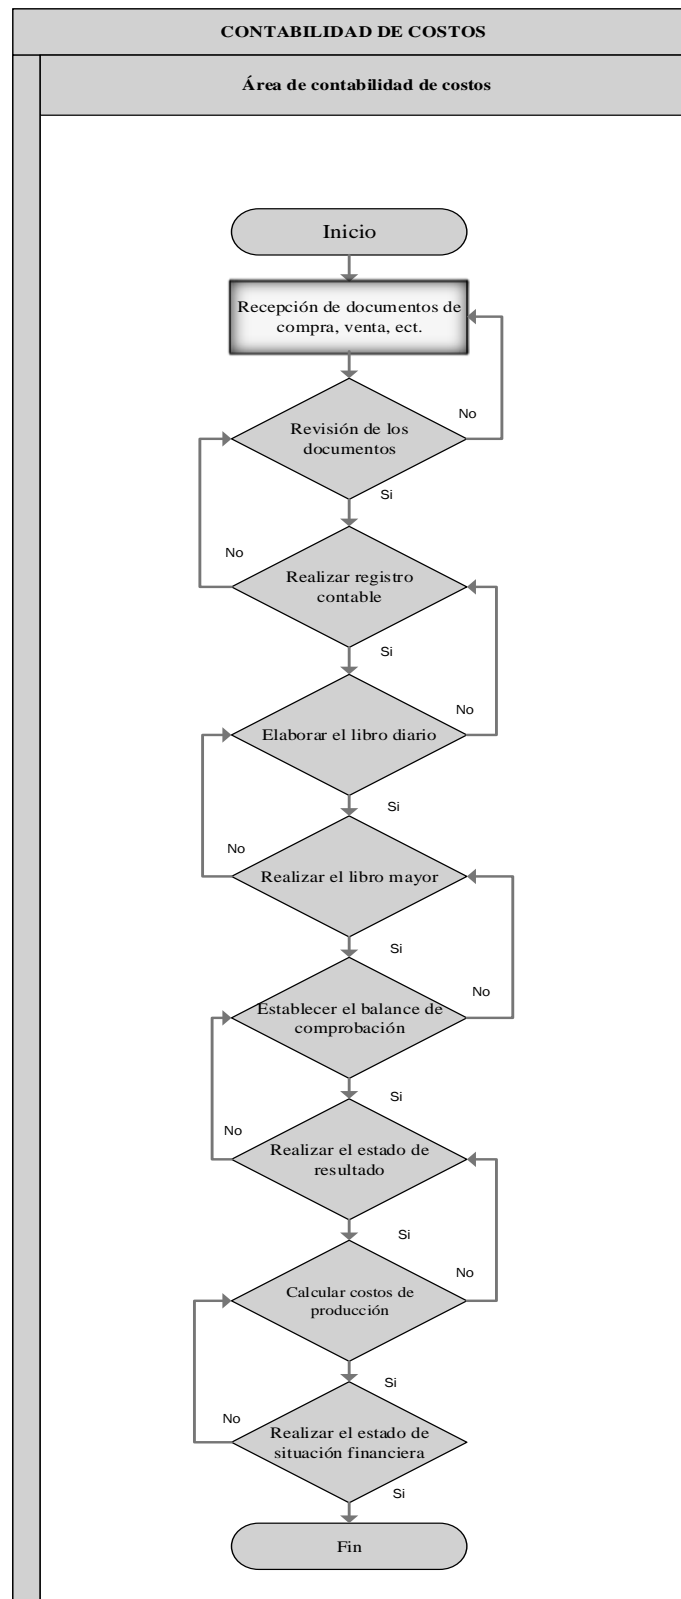 CONTABILIDAD DE COSTOS
Área de contabilidad de costos
Inicio
Recepción de documentos de
compra, venta, ect.
No
Revisión de los
documentos
Si
No
Realizar registro
contable
Si
No
Elaborar el libro diario
Si
No
Realizar el libro mayor
Si
No
Establecer el balance de
comprobación
Si
No
Realizar el estado de
resultado
Si
No
Calcular costos de
producción
Si
No
Realizar el estado de
situación financiera
Si
Fin